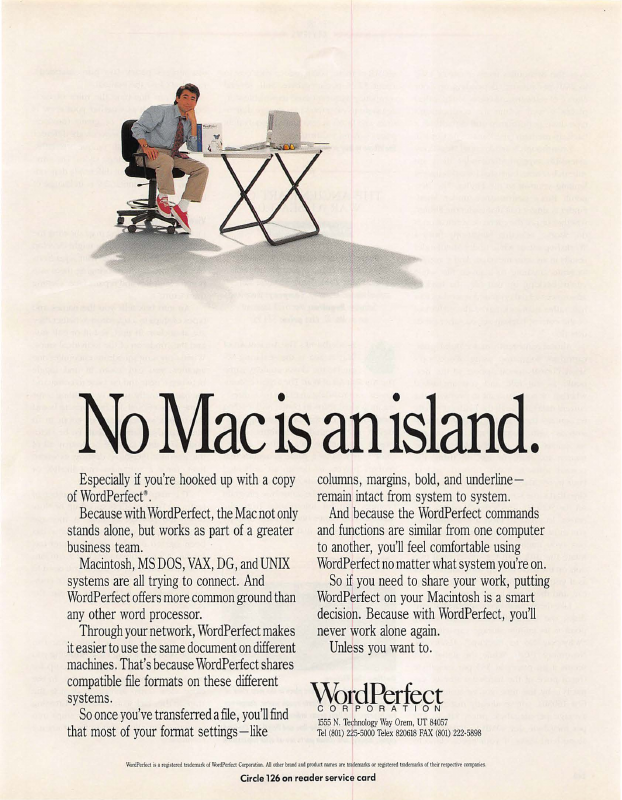 No Mac is an island.
Especially if you're hooked up with a copy
of WordPerfect®.
Because with WordPerfect, the Mac not only
stands alone, but works as part of a greater
business team.
Macintosh, MS DOS, VAX, DG, and UNIX
systems are all trying to connect. And
WordPerfect offers more common ground than
any other word processor.
Through your network, WordPerfect makes
it easier to use the same document on different
machines. That's because WordPerfect shares
compatible file formats on these different
systems.
So once you've transferred a file, you'll find
that most of your format settings—like
columns, margins, bold, and underline—
remain intact from system to system.
And because the WordPerfect commands
and functions are similar from one computer
to another, you'll feel comfortable using
WordPerfect no matter what system you're on.
So if you need to share your work, putting
WordPerfect on your Macintosh is a smart
decision. Because with WordPerfect, you'll
never work alone again.
Unless you want to.
WordPerfect
CORPORATION
1555 N. Technology Way Orem, UT 84057
Tel (801) 225-5000 Telex 820618 FAX (801) 222-5898
WordPerfect is a registered trademark of WordPerfect Corporation. All other brand and product names are trademarks or registered trademarks of their respective companies
Circle 126 on reader service card